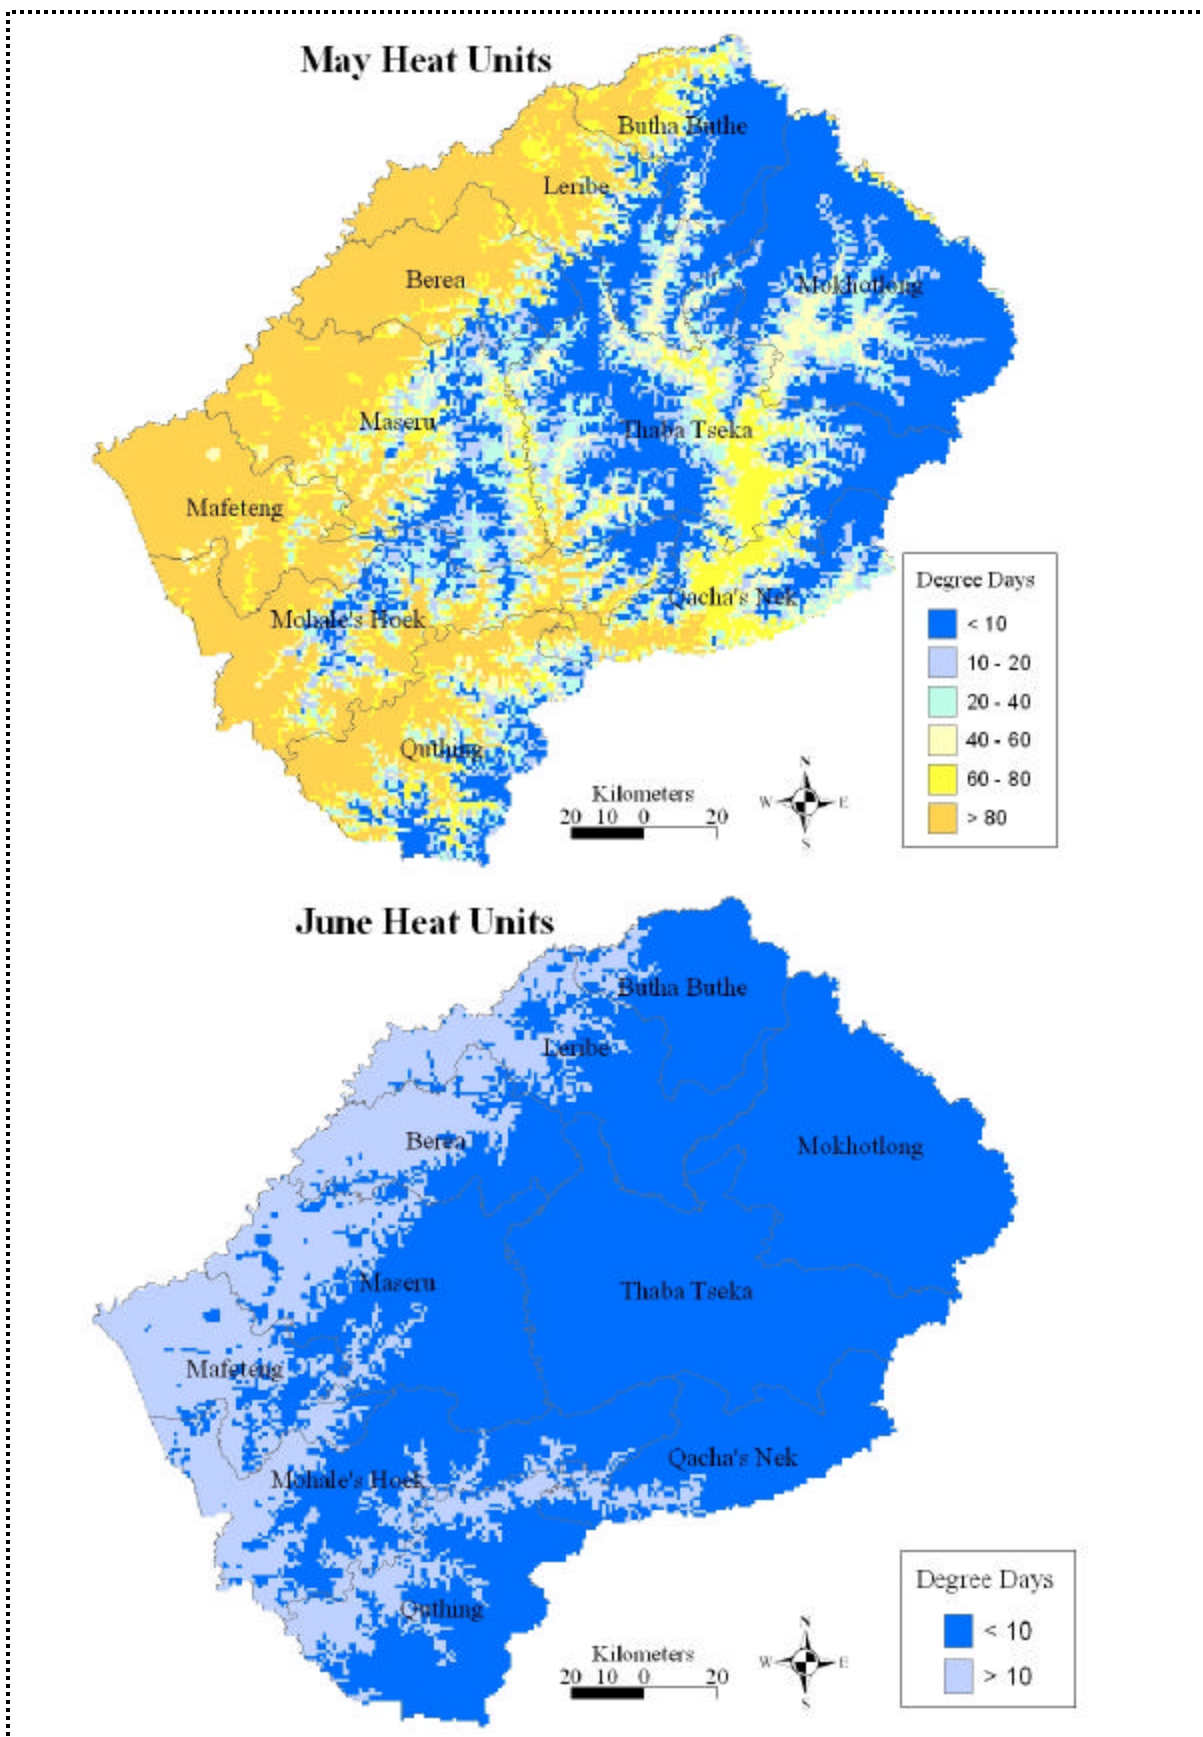 May Heat Units
Butha Buthe
Leribe
Berea
Mokhotlong
Maseru
Thaba Tseka
Mafeteng
Qacha's Nek
Mohale's Hoek
Quthing
Degree Days
< 10
10 - 20
20 - 40
40 - 60
60 - 80
> 80
Kilometers
20 10 0 20
N
W E
S
June Heat Units
Butha Buthe
Leribe
Berea
Mokhotlong
Maseru
Thaba Tseka
Mafeteng
Qacha's Nek
Mohale's Hoek
Quthing
Degree Days
< 10
> 10
Kilometers
20 10 0 20
N
W E
S